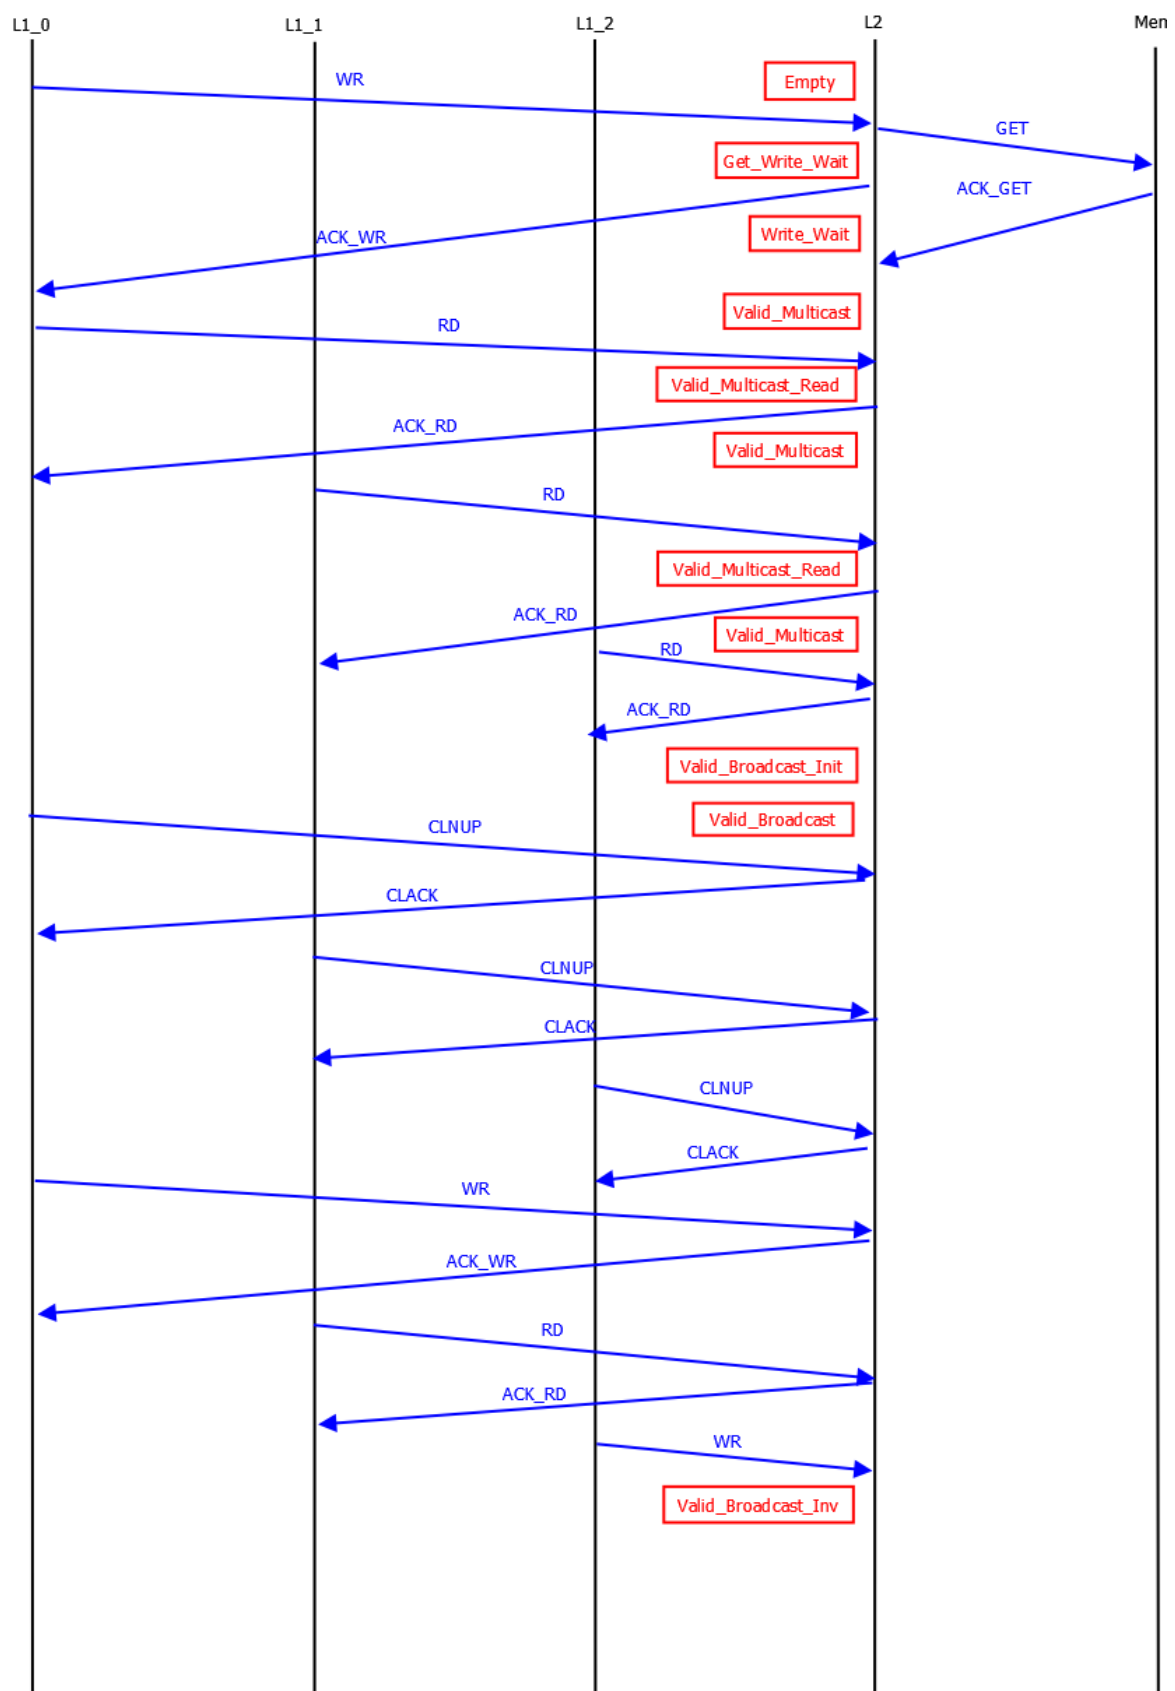 L1_0
L1_1
L1_2
L2
Mem
WR
Empty
GET
Get_Write_Wait
ACK_GET
ACK_WR
Write_Wait
Valid_Multicast
RD
Valid_Multicast_Read
ACK_RD
Valid_Multicast
RD
Valid_Multicast_Read
ACK_RD
Valid_Multicast
RD
ACK_RD
Valid_Broadcast_Init
Valid_Broadcast
CLNUP
CLACK
CLNUP
CLACK
CLNUP
CLACK
WR
ACK_WR
RD
ACK_RD
WR
Valid_Broadcast_Inv